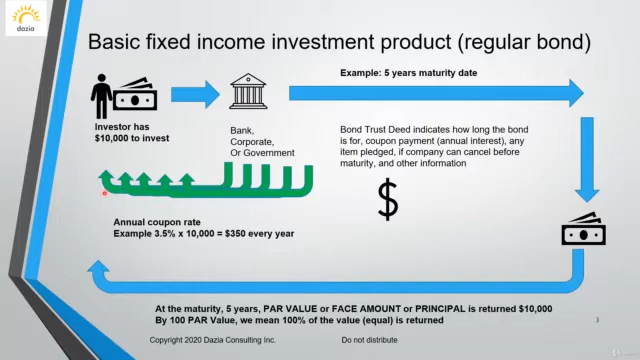 dazia
Basic fixed income investment product (regular bond)
Example: 5 years maturity date
Investor has
$10,000 to invest
Bank,
Corporate,
Or Government
Bond Trust Deed indicates how long the bond
is for, coupon payment (annual interest), any
item pledged, if company can cancel before
maturity, and other information
$
Annual coupon rate
Example 3.5% x 10,000 = $350 every year
At the maturity, 5 years, PAR VALUE or FACE AMOUNT or PRINCIPAL is returned $10,000
By 100 PAR Value, we mean 100% of the value (equal) is returned
3
Copyright 2020 Dazia Consulting Inc.
Do not distribute